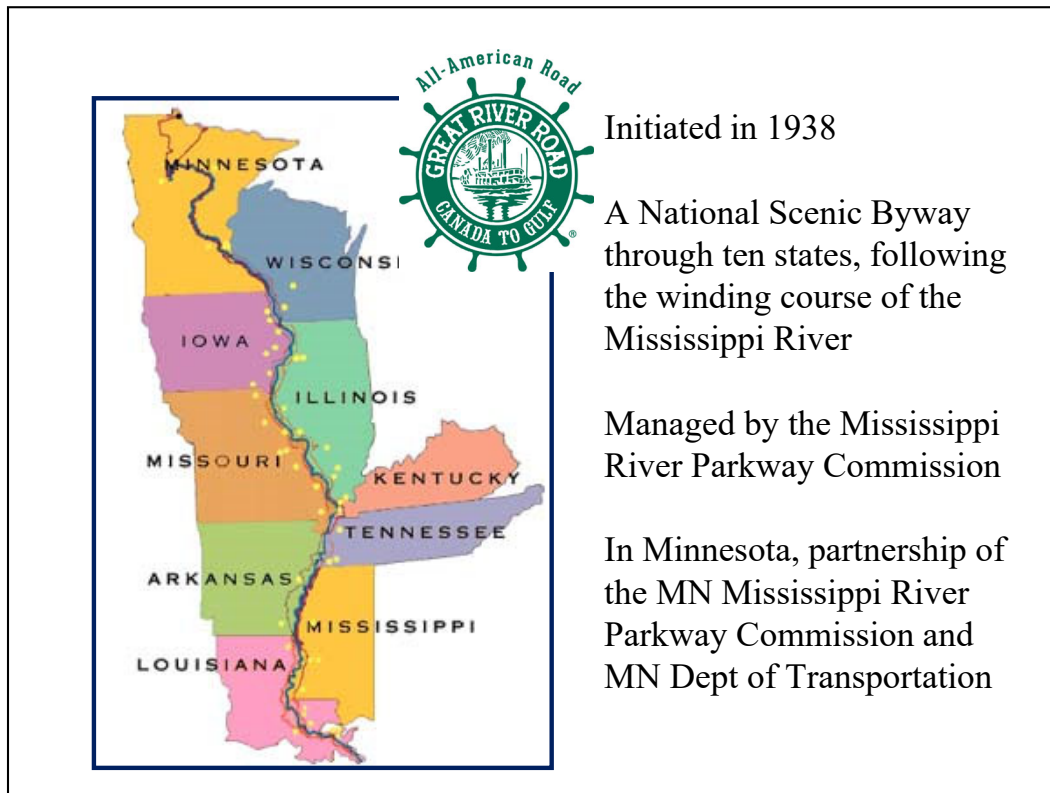 All-American Road
GREAT RIVER ROAD
CANADA TO GULF
®
MINNESOTA
WISCONSI
IOWA
ILLINOIS
MISSOURI
KENTUCKY
TENNESSEE
ARKANSAS
MISSISSIPPI
LOUISIANA
Initiated in 1938
A National Scenic Byway
through ten states, following
the winding course of the
Mississippi River
Managed by the Mississippi
River Parkway Commission
In Minnesota, partnership of
the MN Mississippi River
Parkway Commission and
MN Dept of Transportation